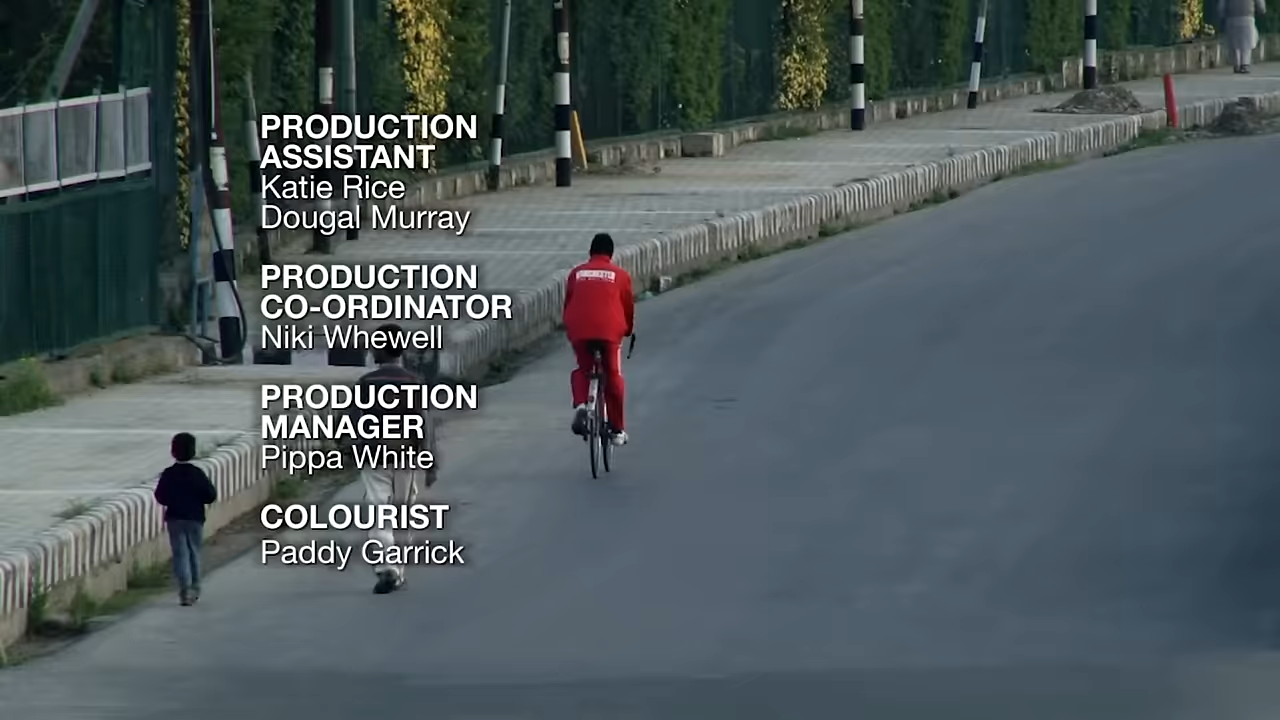 PRODUCTION
ASSISTANT
Katie Rice
Dougal Murray
PRODUCTION
CO-ORDINATOR
Niki Whewell
PRODUCTION
MANAGER
Pippa White
COLOURIST
Paddy Garrick